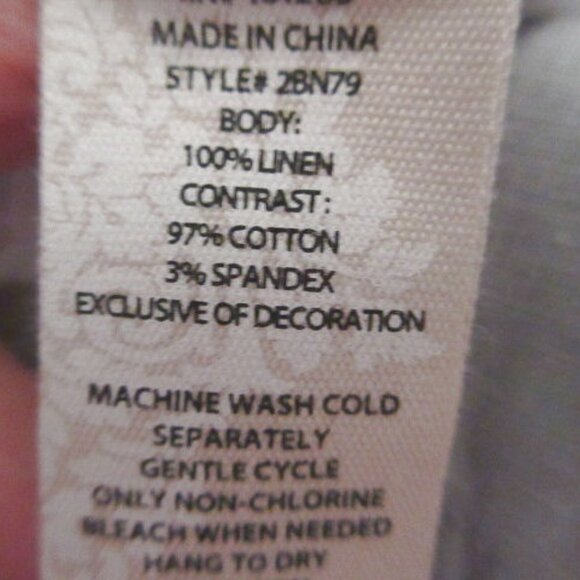 MADE IN CHINA
STYLE# 2BN79
BODY:
100% LINEN
CONTRAST:
97% COTTON
3% SPANDEX
EXCLUSIVE OF DECORATION
MACHINE WASH COLD
SEPARATELY
GENTLE CYCLE
ONLY NON-CHLORINE
BLEACH WHEN NEEDED
HANG TO DRY